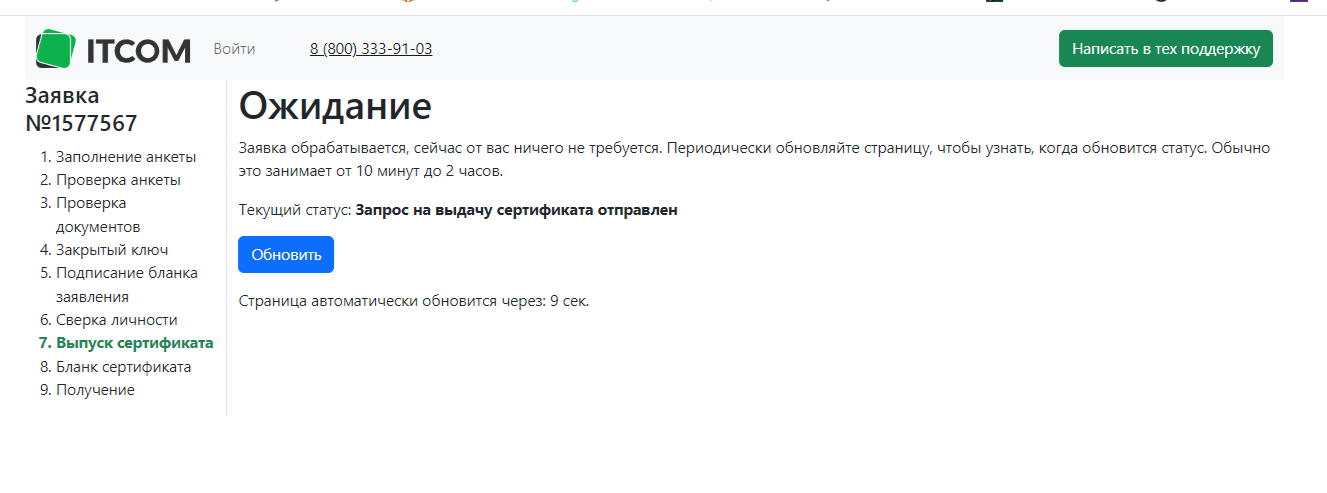 ITCOM Войти 8 (800) 333-91-03 Написать в тех поддержку
Заявка
№1577567
1. Заполнение анкеты
2. Проверка анкеты
3. Проверка
документов
4. Закрытый ключ
5. Подписание бланка
заявления
6. Сверка личности
7. Выпуск сертификата
8. Бланк сертификата
9. Получение
Ожидание
Заявка обрабатывается, сейчас от вас ничего не требуется. Периодически обновляйте страницу, чтобы узнать, когда обновится статус. Обычно
это занимает от 10 минут до 2 часов.
Текущий статус: Запрос на выдачу сертификата отправлен
Обновить
Страница автоматически обновится через: 9 сек.